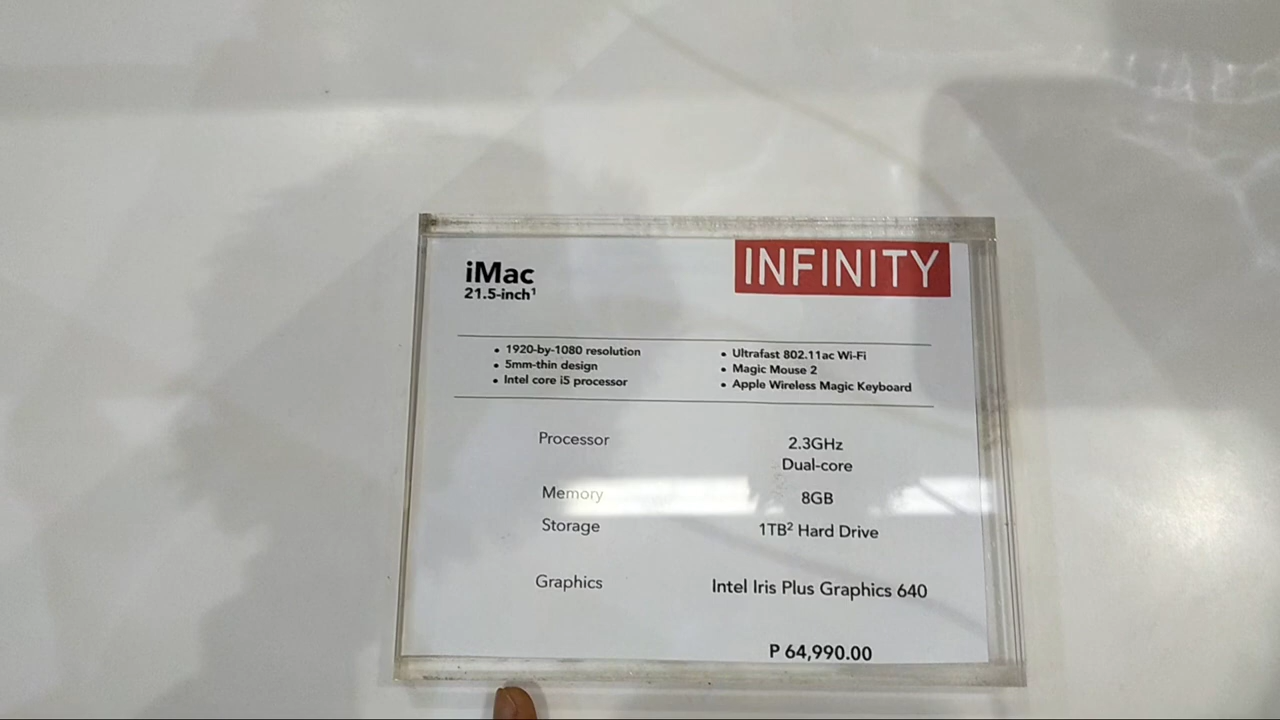 iMac
21.5-inch¹
INFINITY
• 1920-by-1080 resolution
• 5mm-thin design
• Intel core i5 processor
• Ultrafast 802.11ac Wi-Fi
• Magic Mouse 2
• Apple Wireless Magic Keyboard
Processor 2.3GHz
Dual-core
Memory 8GB
Storage 1TB² Hard Drive
Graphics Intel Iris Plus Graphics 640
P 64,990.00